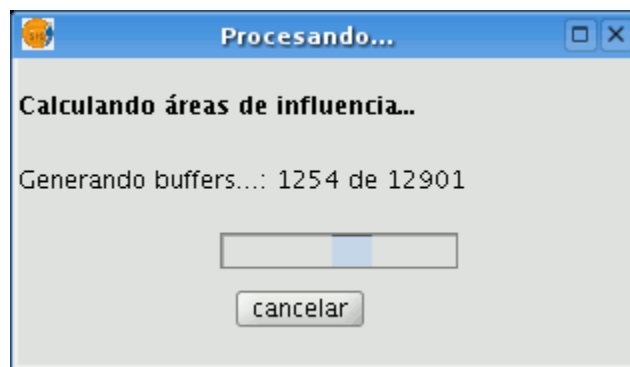 Procesando...
Calculando áreas de influencia...
Generando buffers...: 1254 de 12901
cancelar